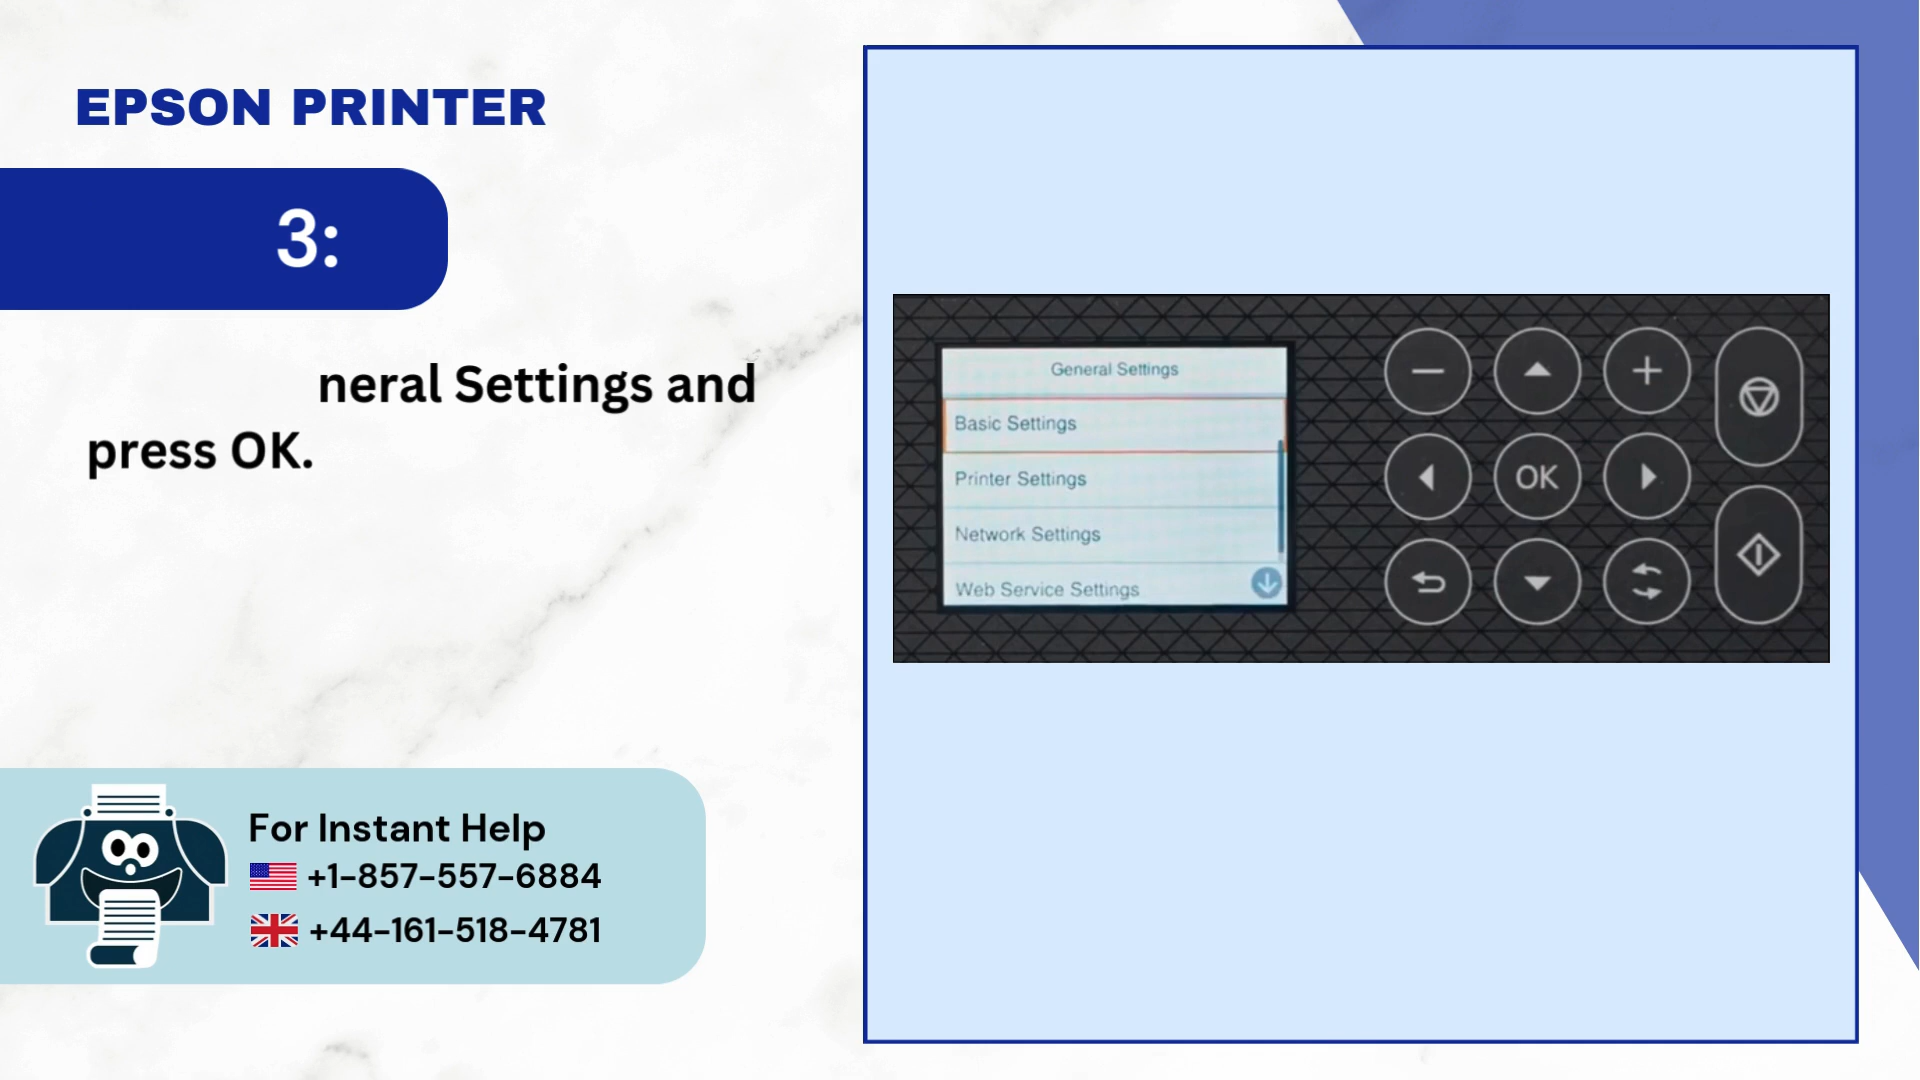 EPSON PRINTER
3:
neral Settings and
press OK.
General Settings
Basic Settings
Printer Settings
Network Settings
Web Service Settings
OK
For Instant Help
+1-857-557-6884
+44-161-518-4781